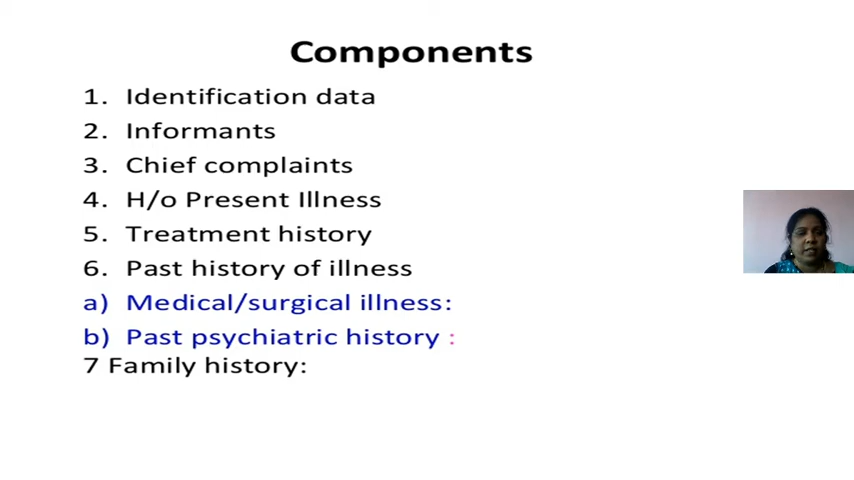 Components
1. Identification data
2. Informants
3. Chief complaints
4. H/o Present Illness
5. Treatment history
6. Past history of illness
a) Medical/surgical illness:
b) Past psychiatric history :
7 Family history: